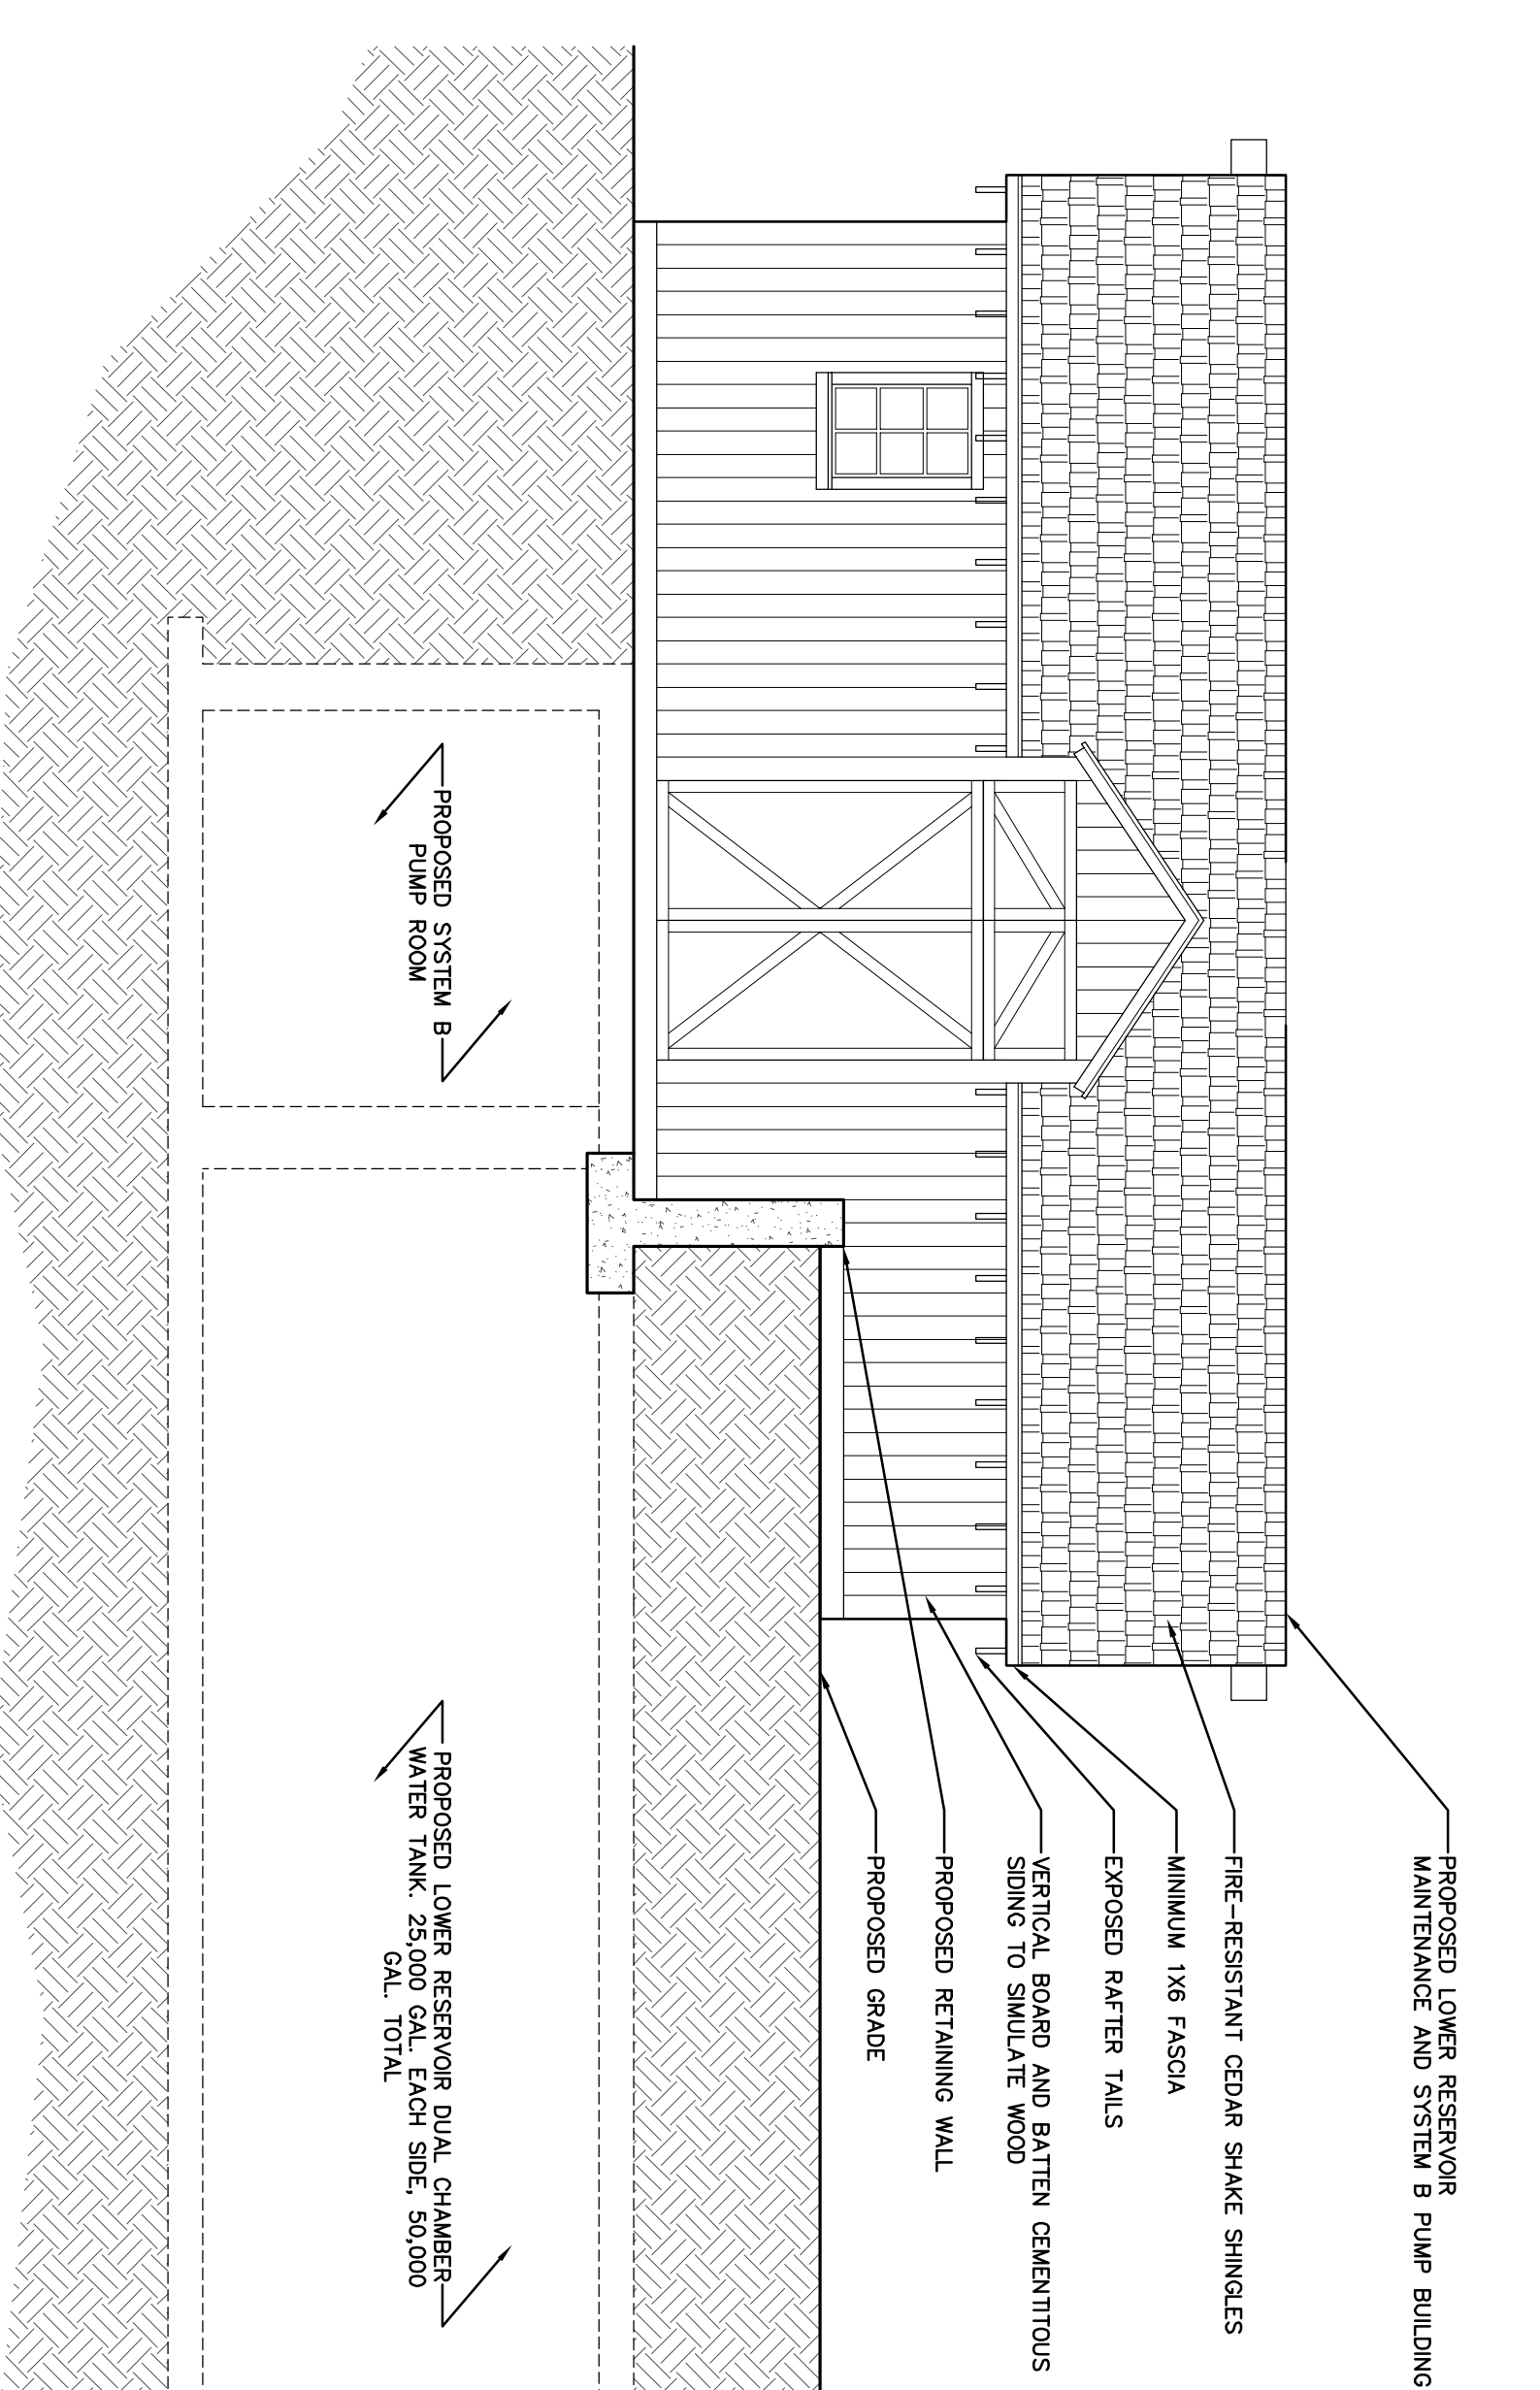 PROPOSED LOWER RESERVOIR
MAINTENANCE AND SYSTEM B PUMP BUILDING
FIRE-RESISTANT CEDAR SHAKE SHINGLES
MINIMUM 1X6 FASCIA
EXPOSED RAFTER TAILS
VERTICAL BOARD AND BATTEN CEMENTITOUS
SIDING TO SIMULATE WOOD
PROPOSED RETAINING WALL
PROPOSED GRADE
PROPOSED SYSTEM B
PUMP ROOM
PROPOSED LOWER RESERVOIR DUAL CHAMBER
WATER TANK. 25,000 GAL. EACH SIDE, 50,000
GAL. TOTAL